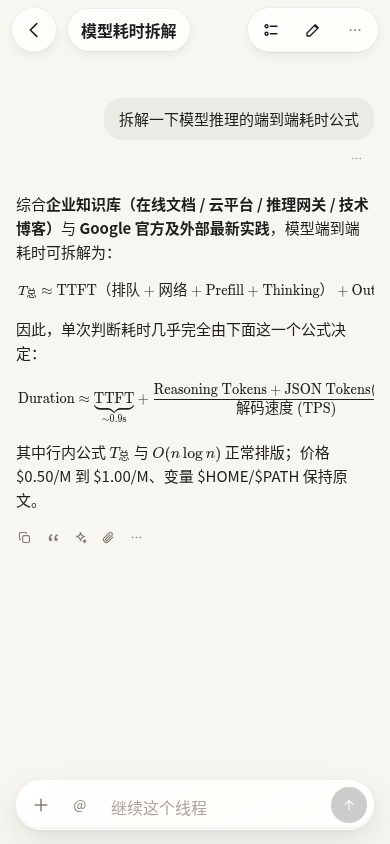 模型耗时拆解
拆解一下模型推理的端到端耗时公式
综合企业知识库（在线文档 / 云平台 / 推理网关 / 技术
博客）与 Google 官方及外部最新实践，模型端到端
耗时可拆解为：
T总 ≈ TTFT（排队 + 网络 + Prefill + Thinking） + Out
因此，单次判断耗时几乎完全由下面这一个公式决
定：
Duration ≈ TTFT + Reasoning Tokens + JSON Tokens(
~0.9s 解码速度 (TPS)
其中行内公式 T总 与 O(n log n) 正常排版；价格
$0.50/M 到 $1.00/M、变量 $HOME/$PATH 保持原
文。
@ 继续这个线程